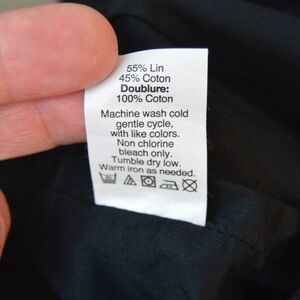 55% Lin
45% Coton
Doublure:
100% Coton
Machine wash cold
gentle cycle,
with like colors.
Non chlorine
bleach only.
Tumble dry low.
Warm iron as needed.